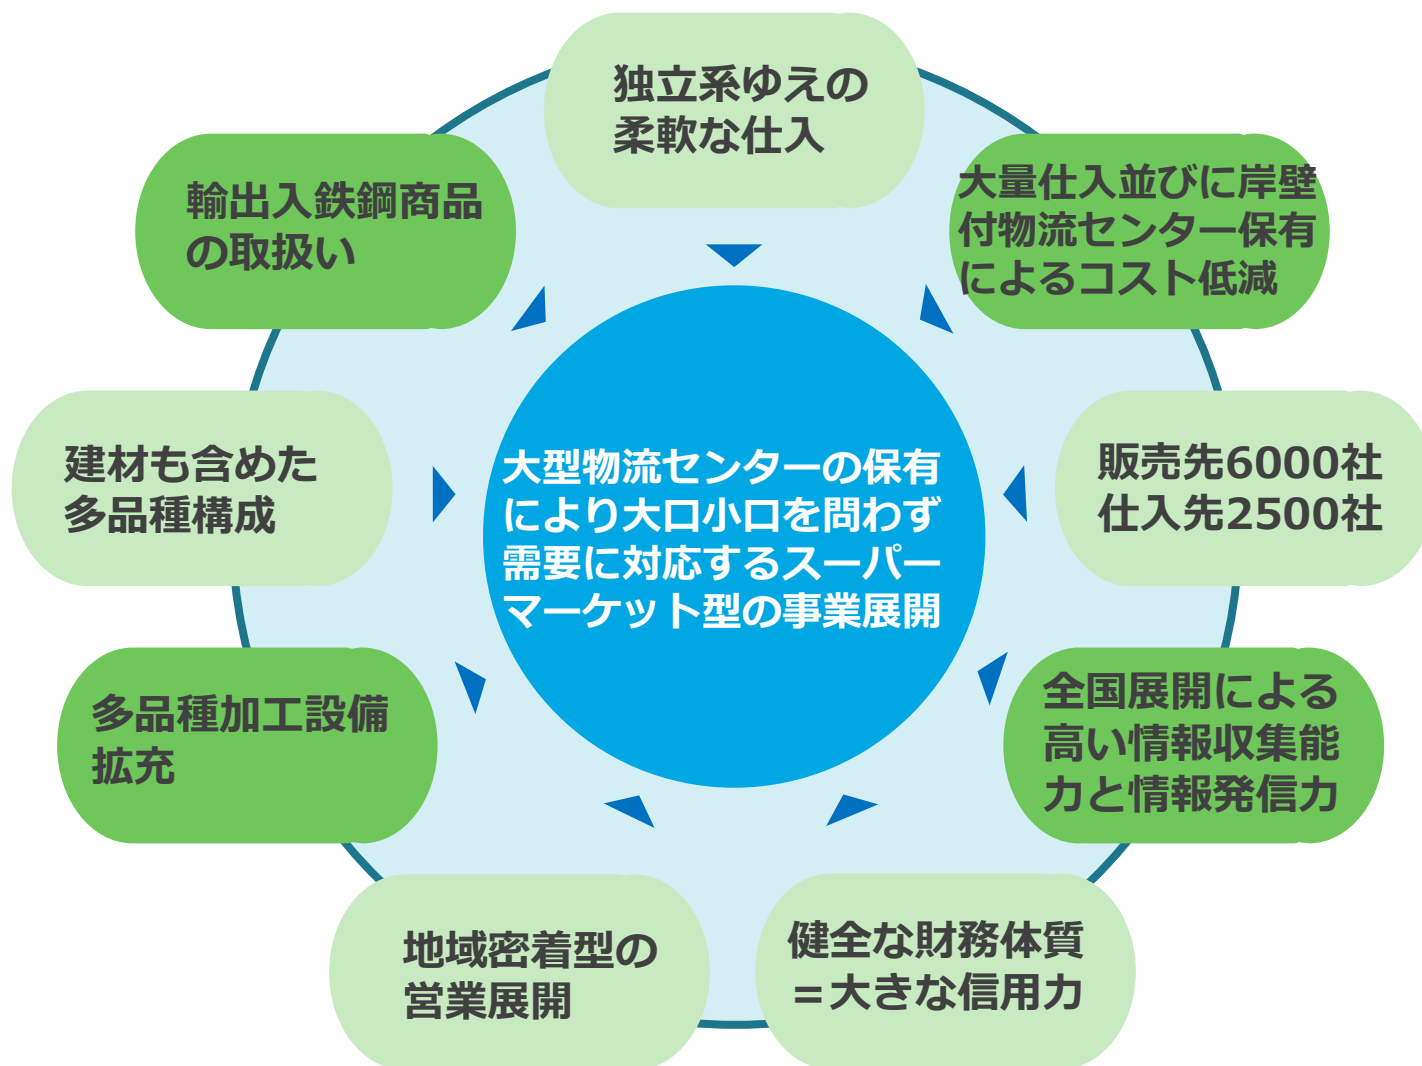 独立系ゆえの
柔軟な仕入
大量仕入並びに岸壁
付物流センター保有
によるコスト低減
販売先6000社
仕入先2500社
全国展開による
高い情報収集能
力と情報発信力
健全な財務体質
＝大きな信用力
地域密着型の
営業展開
多品種加工設備
拡充
建材も含めた
多品種構成
輸出入鉄鋼商品
の取扱い
大型物流センターの保有
により大口小口を問わず
需要に対応するスーパー
マーケット型の事業展開